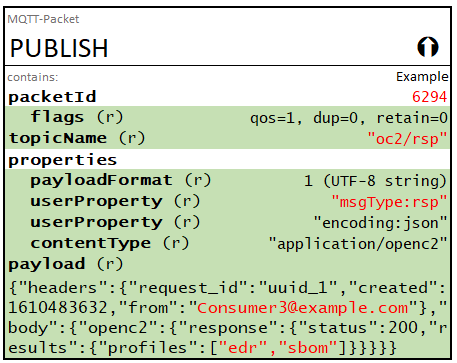 MQTT-Packet
PUBLISH
contains: Example
packetId 6294
flags (r) qos=1, dup=0, retain=0
topicName (r) "oc2/rsp"
properties
payloadFormat (r) 1 (UTF-8 string)
userProperty (r) "msgType:rsp"
userProperty (r) "encoding:json"
contentType (r) "application/openc2"
payload (r)
{"headers":{"request_id":"uuid_1","created":
1610483632,"from":"Consumer3@example.com"},"
body":{"openc2":{"response":{"status":200,"r
esults":{"profiles":["edr","sbom"]}}}}}